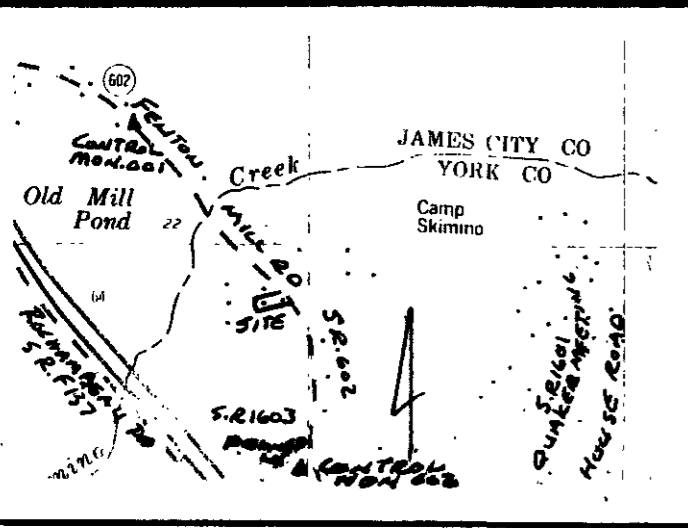 602
FENTON
CONTROL
MON.001
JAMES CITY CO
YORK CO
Creek
Old Mill
Pond
22
MILL RD
Camp
Skimino
SITE
S.R.602
S.R.F137
S.R.1601
QUAKER MEETING
HOUSE ROAD
S.R.1603
CONTROL
MON 002